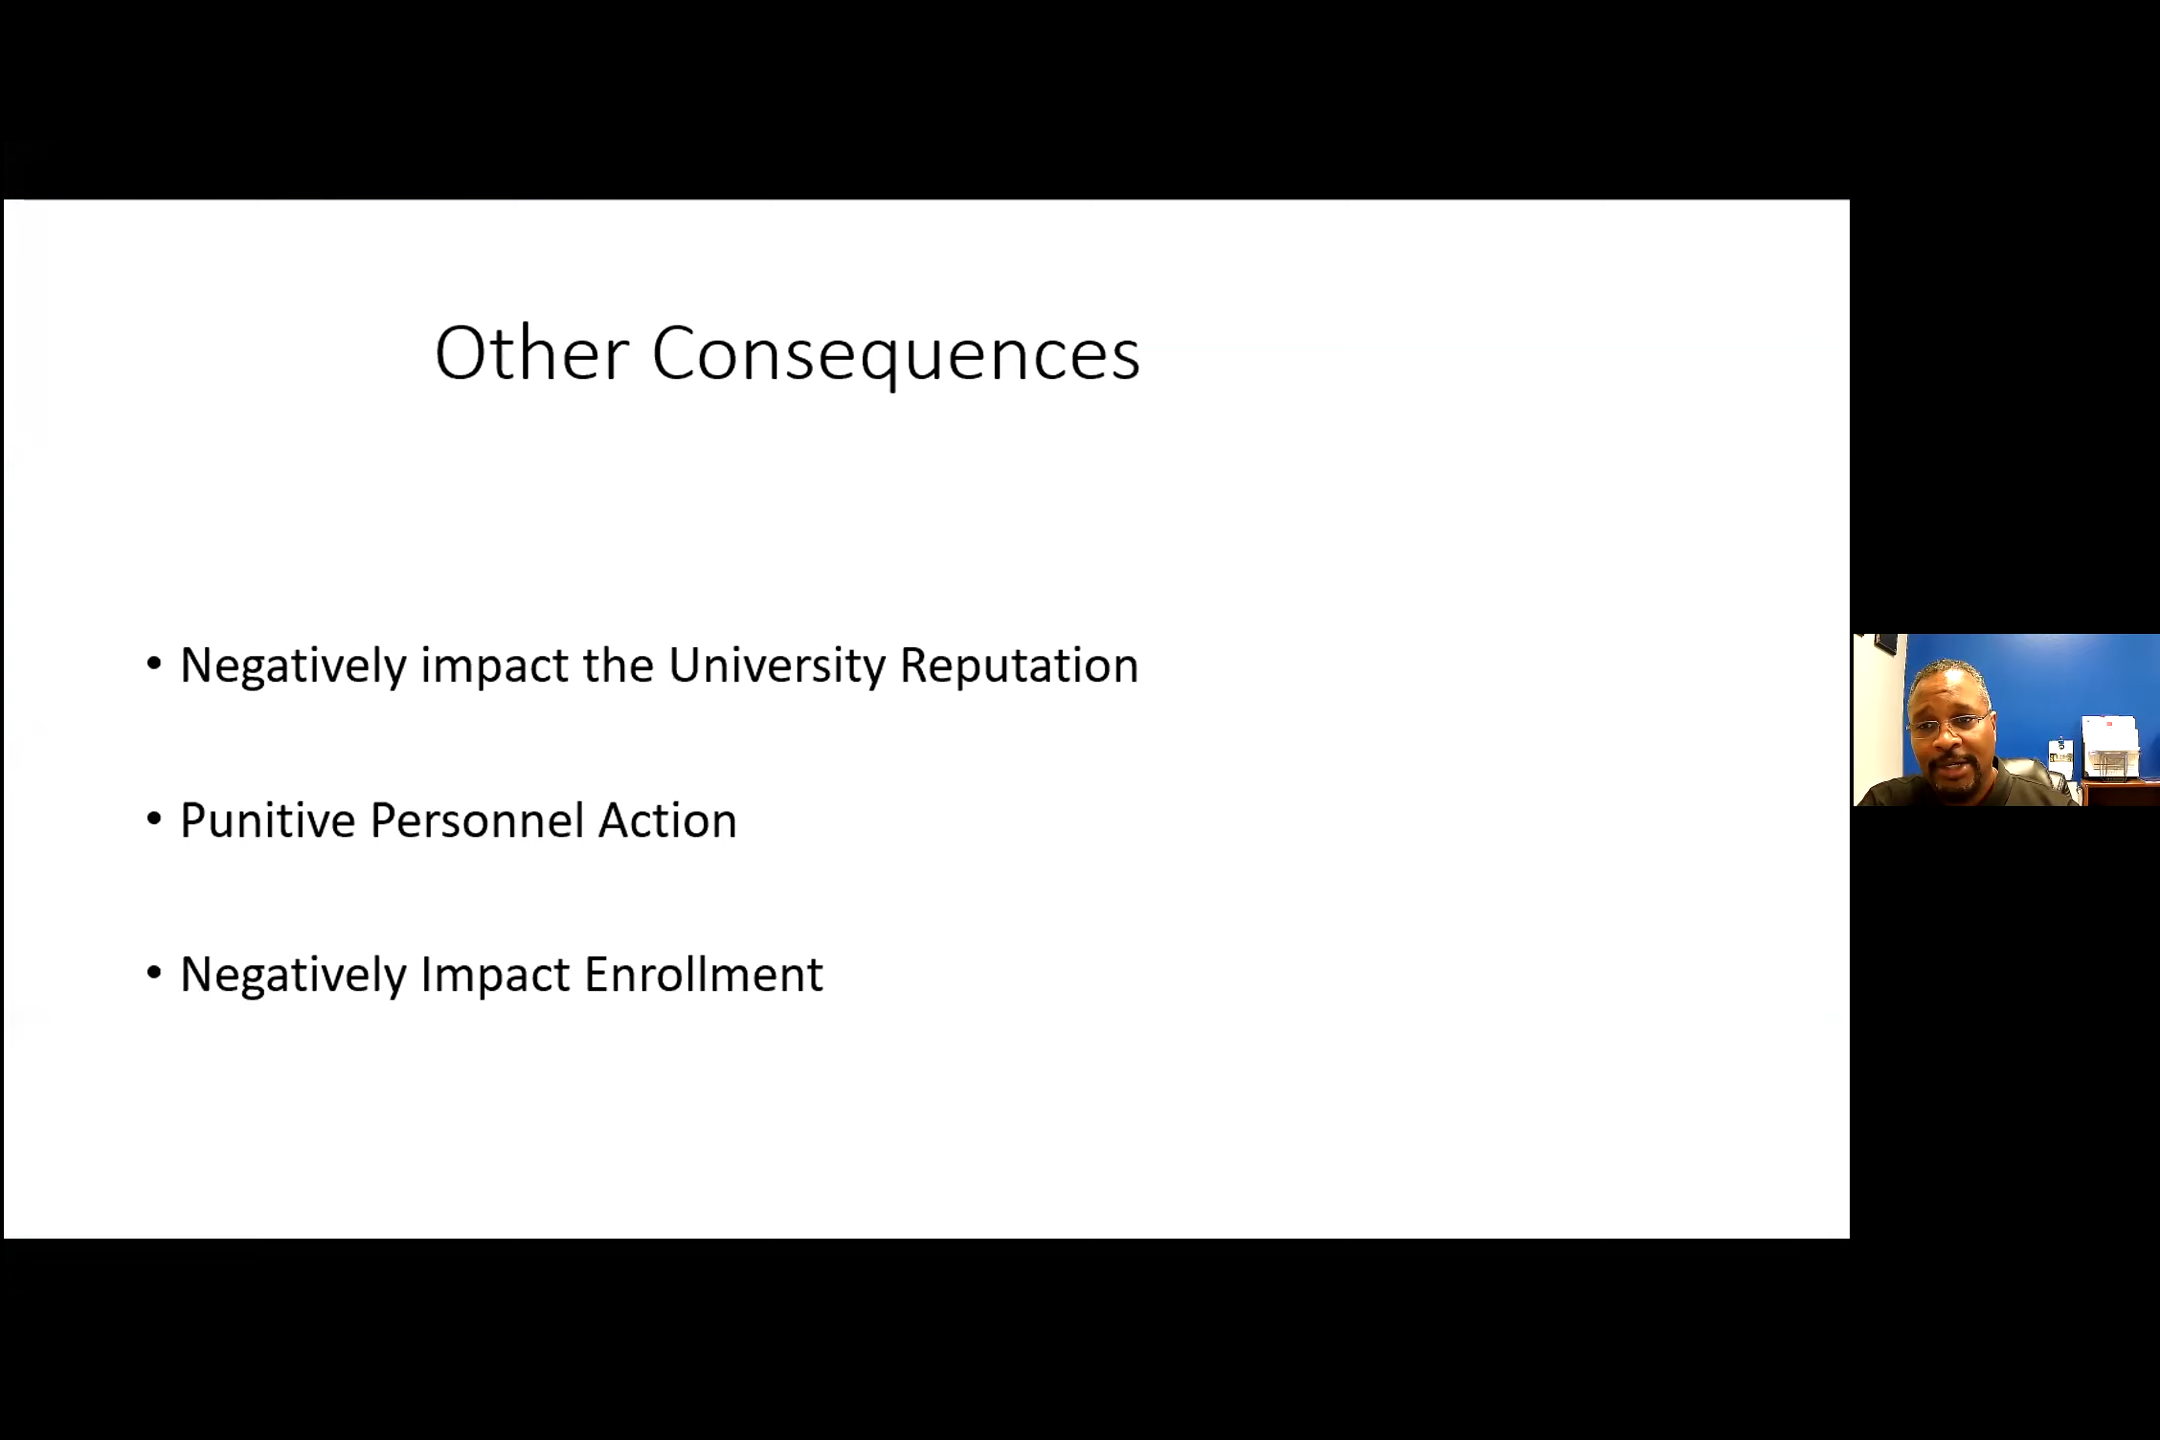 Other Consequences
• Negatively impact the University Reputation
• Punitive Personnel Action
• Negatively Impact Enrollment